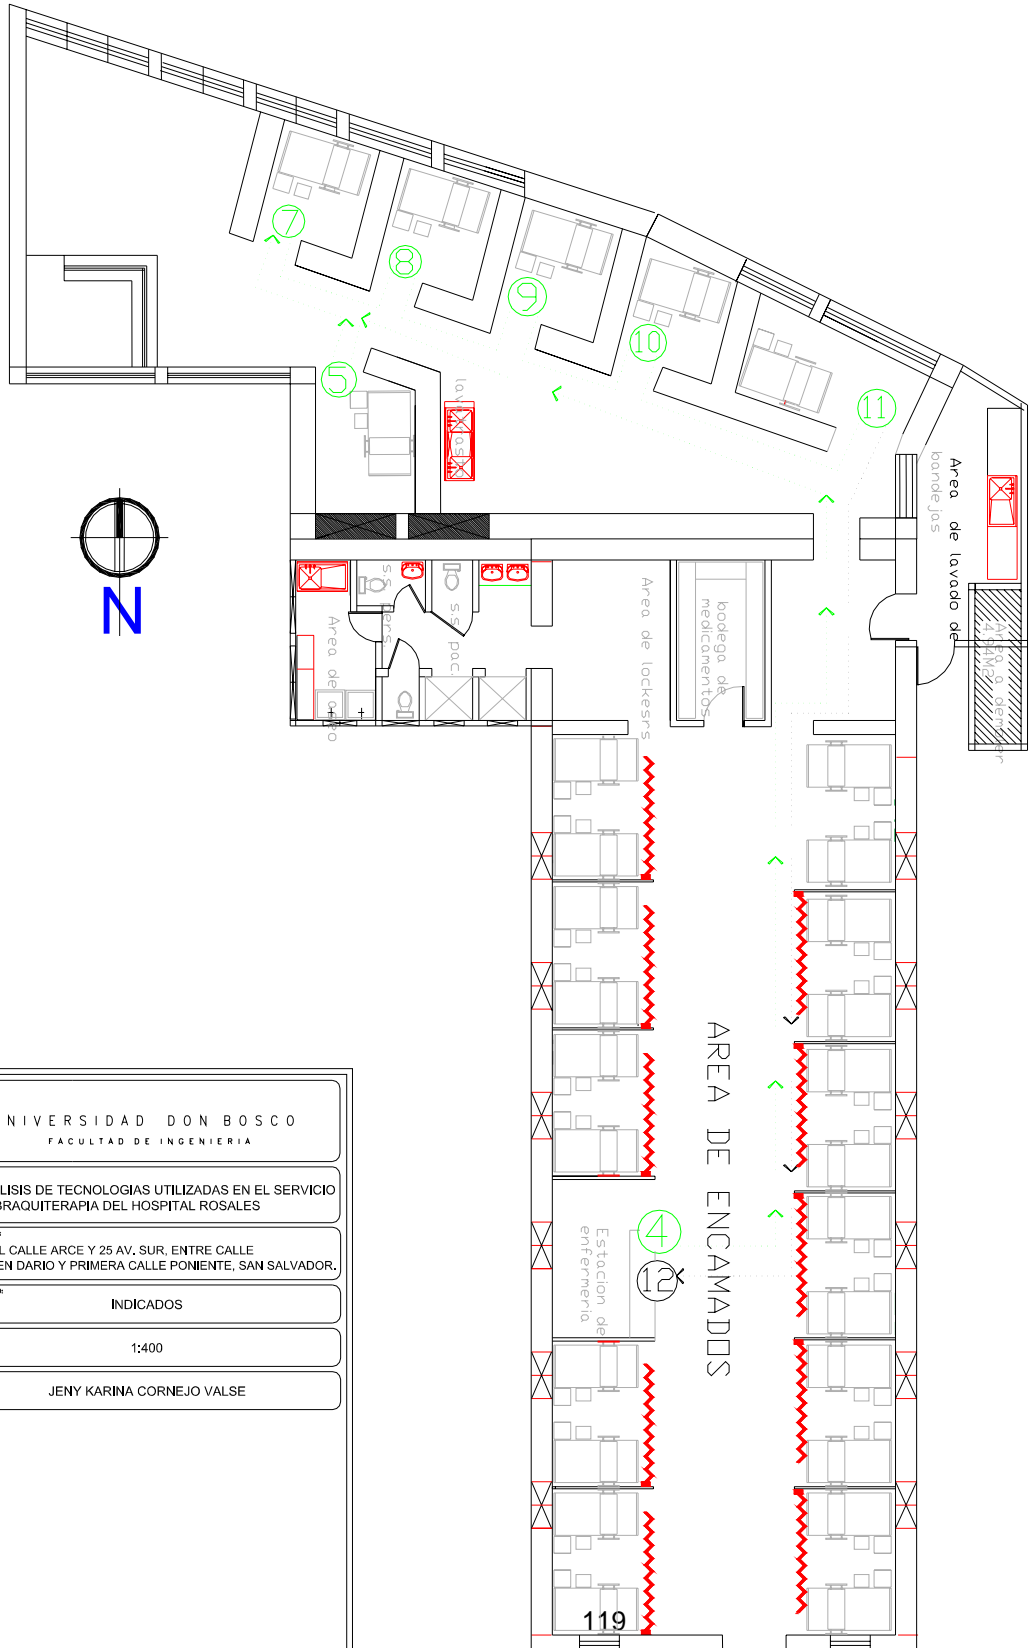 7
8
9
10
11
5
bandejas
Area de lavado de
N
s.s. pac.
Area de lockesrs
bodega de
medicamentos
AREA DE ENCAMADOS
4
12
Estacion de
enfermeria
NIVERSIDAD DON BOSCO
FACULTAD DE INGENIERIA
LISIS DE TECNOLOGIAS UTILIZADAS EN EL SERVICIO
BRAQUITERAPIA DEL HOSPITAL ROSALES
L CALLE ARCE Y 25 AV. SUR, ENTRE CALLE
EN DARIO Y PRIMERA CALLE PONIENTE, SAN SALVADOR.
INDICADOS
1:400
JENY KARINA CORNEJO VALSE
119